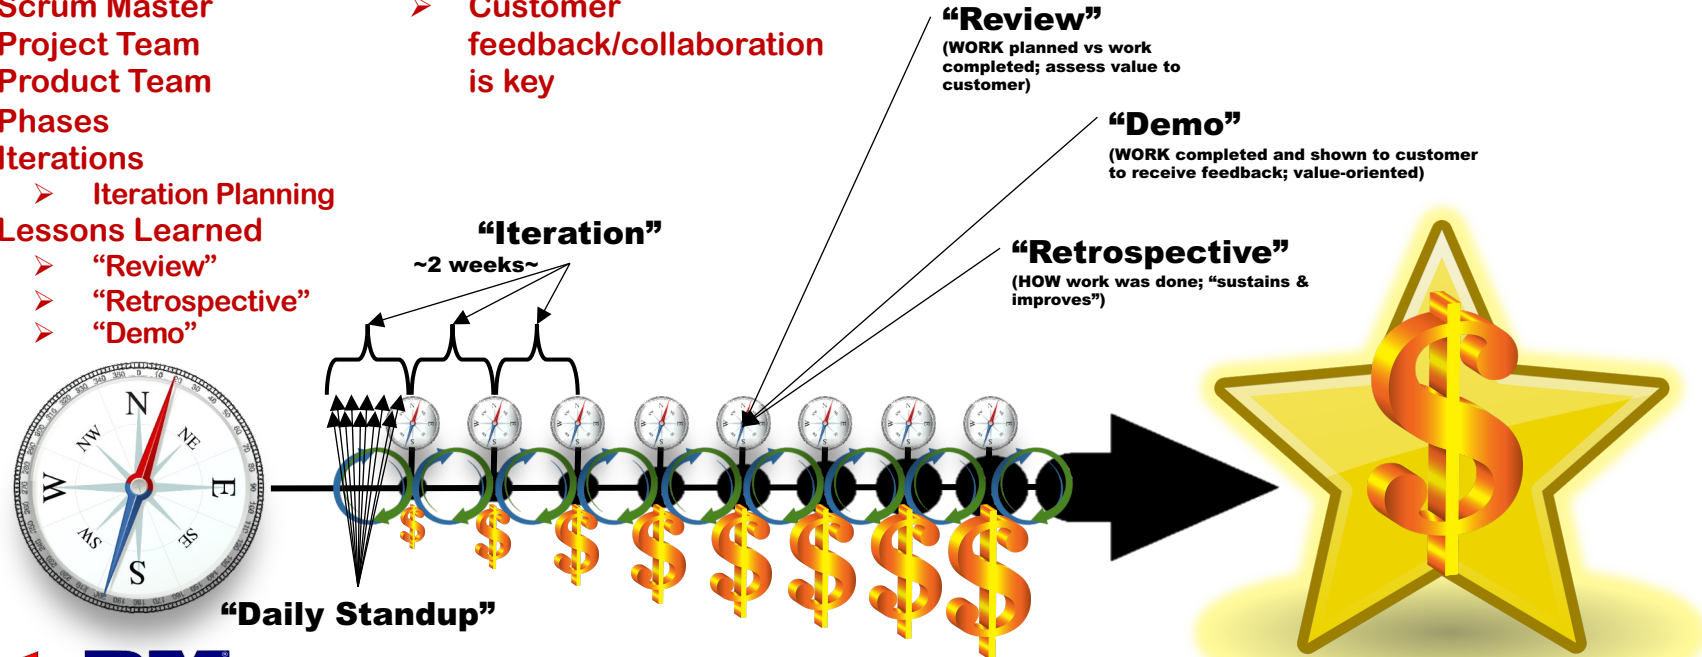 Scrum Master
Project Team
Product Team
Phases
Iterations
➢ Iteration Planning
Lessons Learned
➢ “Review”
➢ “Retrospective”
➢ “Demo”
➢ Customer
feedback/collaboration
is key
“Review”
(WORK planned vs work
completed; assess value to
customer)
“Demo”
(WORK completed and shown to customer
to receive feedback; value-oriented)
“Retrospective”
(HOW work was done; “sustains &
improves”)
“Iteration”
~2 weeks~
N
NW NE
W E
SW SE
S
“Daily Standup”